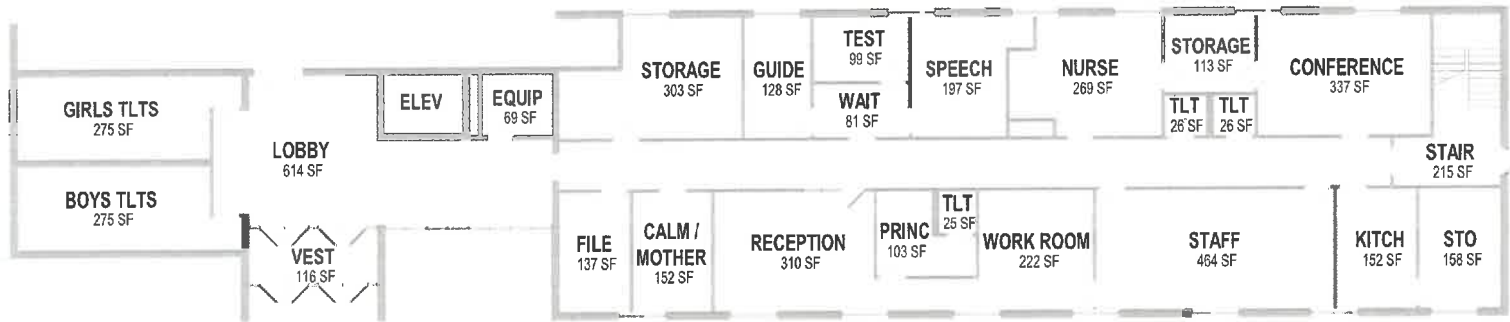 GIRLS TLTS
275 SF
BOYS TLTS
275 SF
LOBBY
614 SF
VEST
116 SF
ELEV
EQUIP
69 SF
STORAGE
303 SF
GUIDE
128 SF
TEST
99 SF
WAIT
81 SF
SPEECH
197 SF
NURSE
269 SF
STORAGE
113 SF
TLT
26 SF
TLT
26 SF
CONFERENCE
337 SF
STAIR
215 SF
FILE
137 SF
CALM /
MOTHER
152 SF
RECEPTION
310 SF
PRINC
103 SF
TLT
25 SF
WORK ROOM
222 SF
STAFF
464 SF
KITCH
152 SF
STO
158 SF